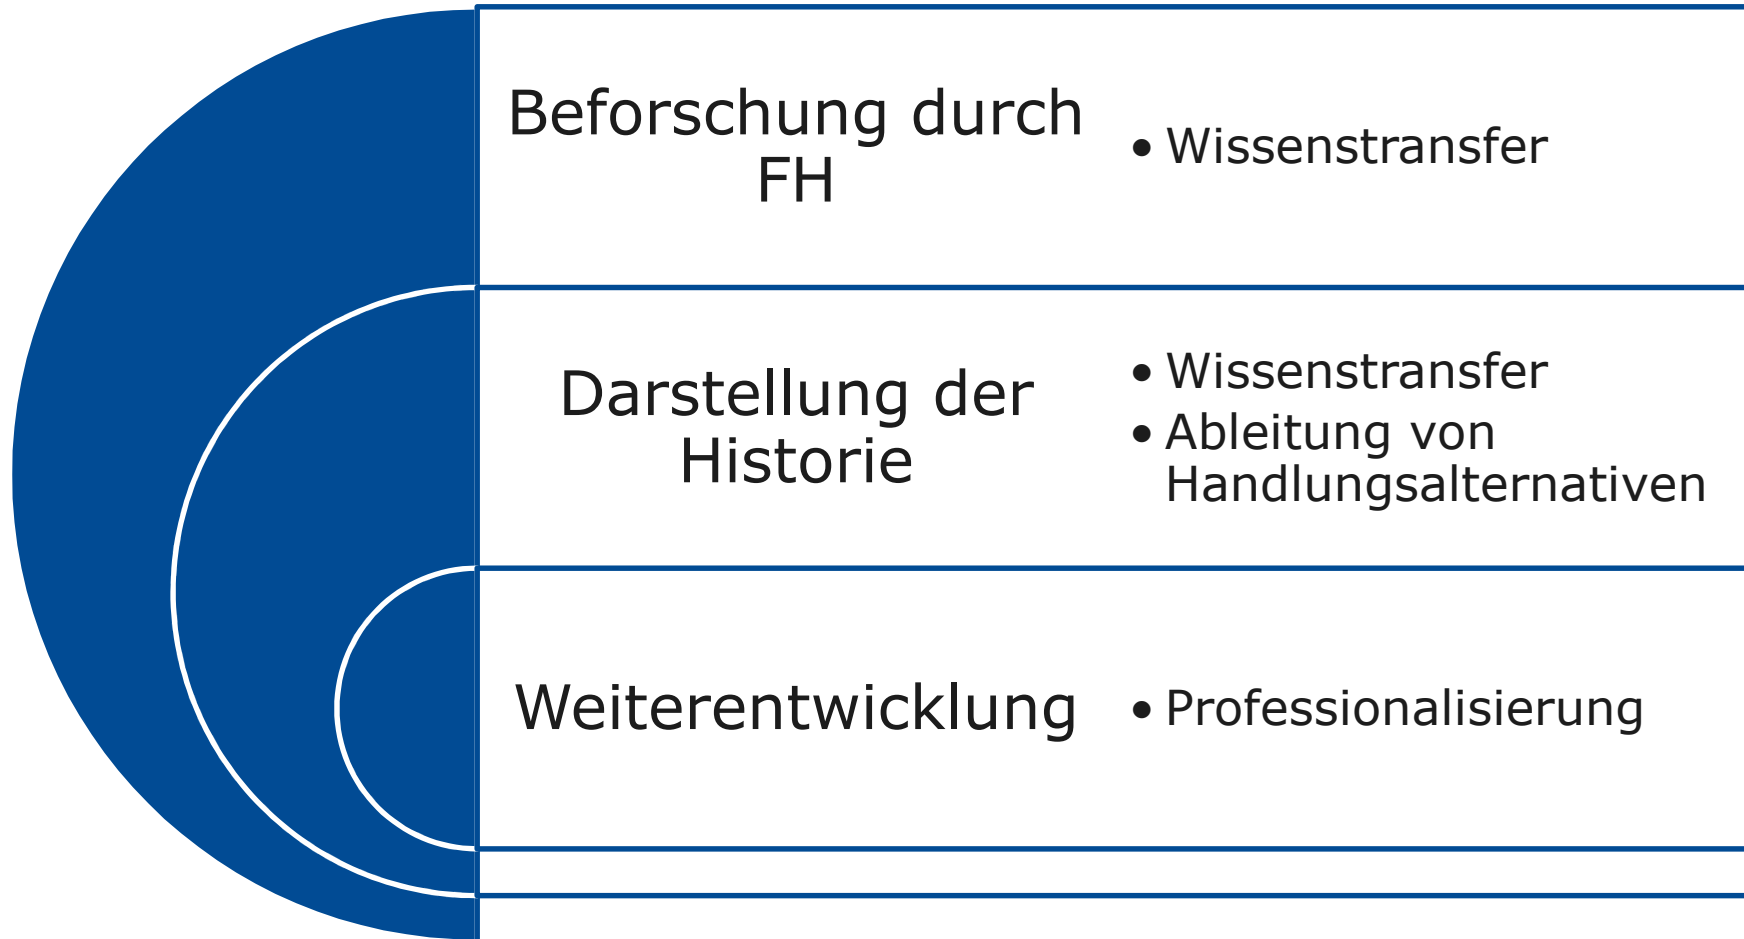 Beforschung durch
FH
• Wissenstransfer
Darstellung der
Historie
• Wissenstransfer
• Ableitung von
Handlungsalternativen
Weiterentwicklung
• Professionalisierung